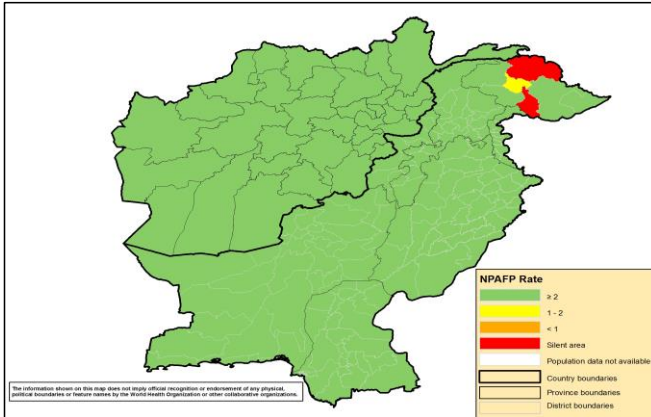 NPAFP Rate
≥ 2
1 - 2
< 1
Silent area
Population data not available
Country boundaries
Province boundaries
District boundaries
The information shown on this map does not imply official recognition or endorsement of any physical,
political boundaries or feature names by the World Health Organization or other collaborative organizations.